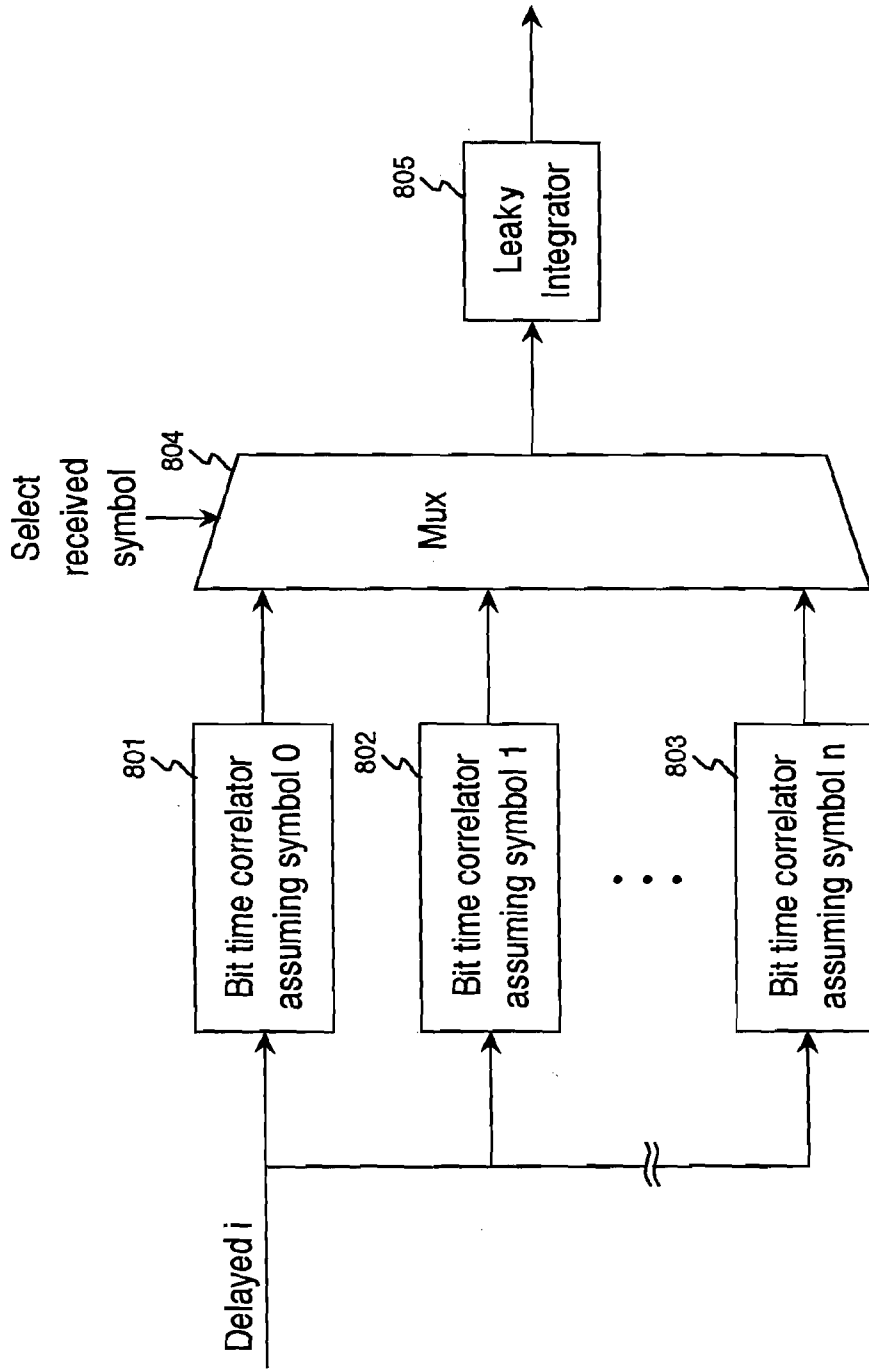 Delayed i
801
Bit time correlator
assuming symbol 0
802
Bit time correlator
assuming symbol 1
803
Bit time correlator
assuming symbol n
Select
received
symbol
804
Mux
805
Leaky
Integrator